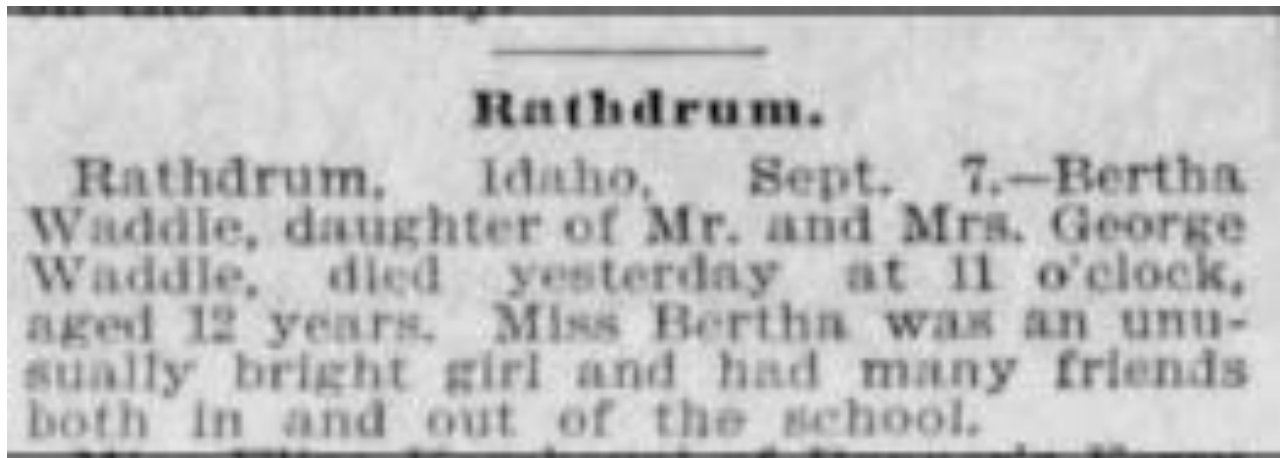 Rathdrum.
Rathdrum, Idaho, Sept. 7.—Bertha
Waddle, daughter of Mr. and Mrs. George
Waddle, died yesterday at 11 o'clock,
aged 12 years. Miss Bertha was an unu-
sually bright girl and had many friends
both in and out of the school.